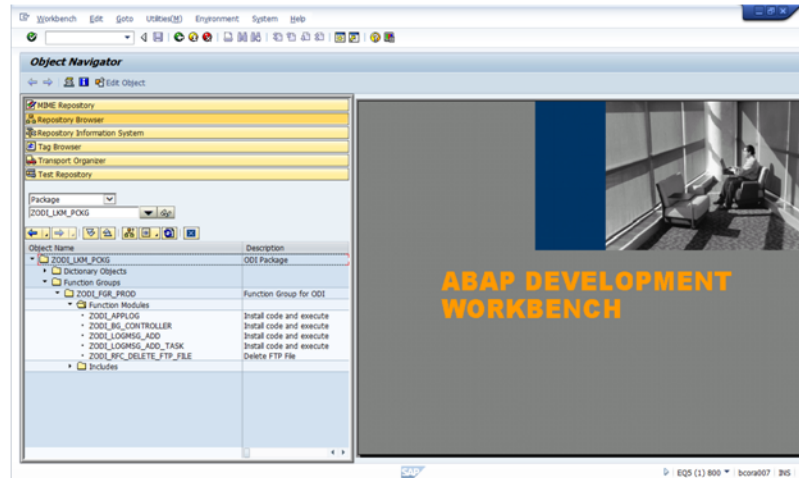 Workbench Edit Goto Utilities(M) Environment System Help
Object Navigator
Edit Object
MIME Repository
Repository Browser
Repository Information System
Tag Browser
Transport Organizer
Test Repository
Package
ZODI_LKM_PCKG
Object Name Description
ZODI_LKM_PCKG ODI Package
Dictionary Objects
Function Groups
ZODI_FGR_PROD Function Group for ODI
Function Modules
ZODI_APPLOG Install code and execute
ZODI_BG_CONTROLLER Install code and execute
ZODI_LOGMSG_ADD Install code and execute
ZODI_LOGMSG_ADD_TASK Install code and execute
ZODI_RFC_DELETE_FTP_FILE Delete FTP File
Includes
ABAP DEVELOPMENT
WORKBENCH
SAP
EQ5 (1) 800 bcora007 INS